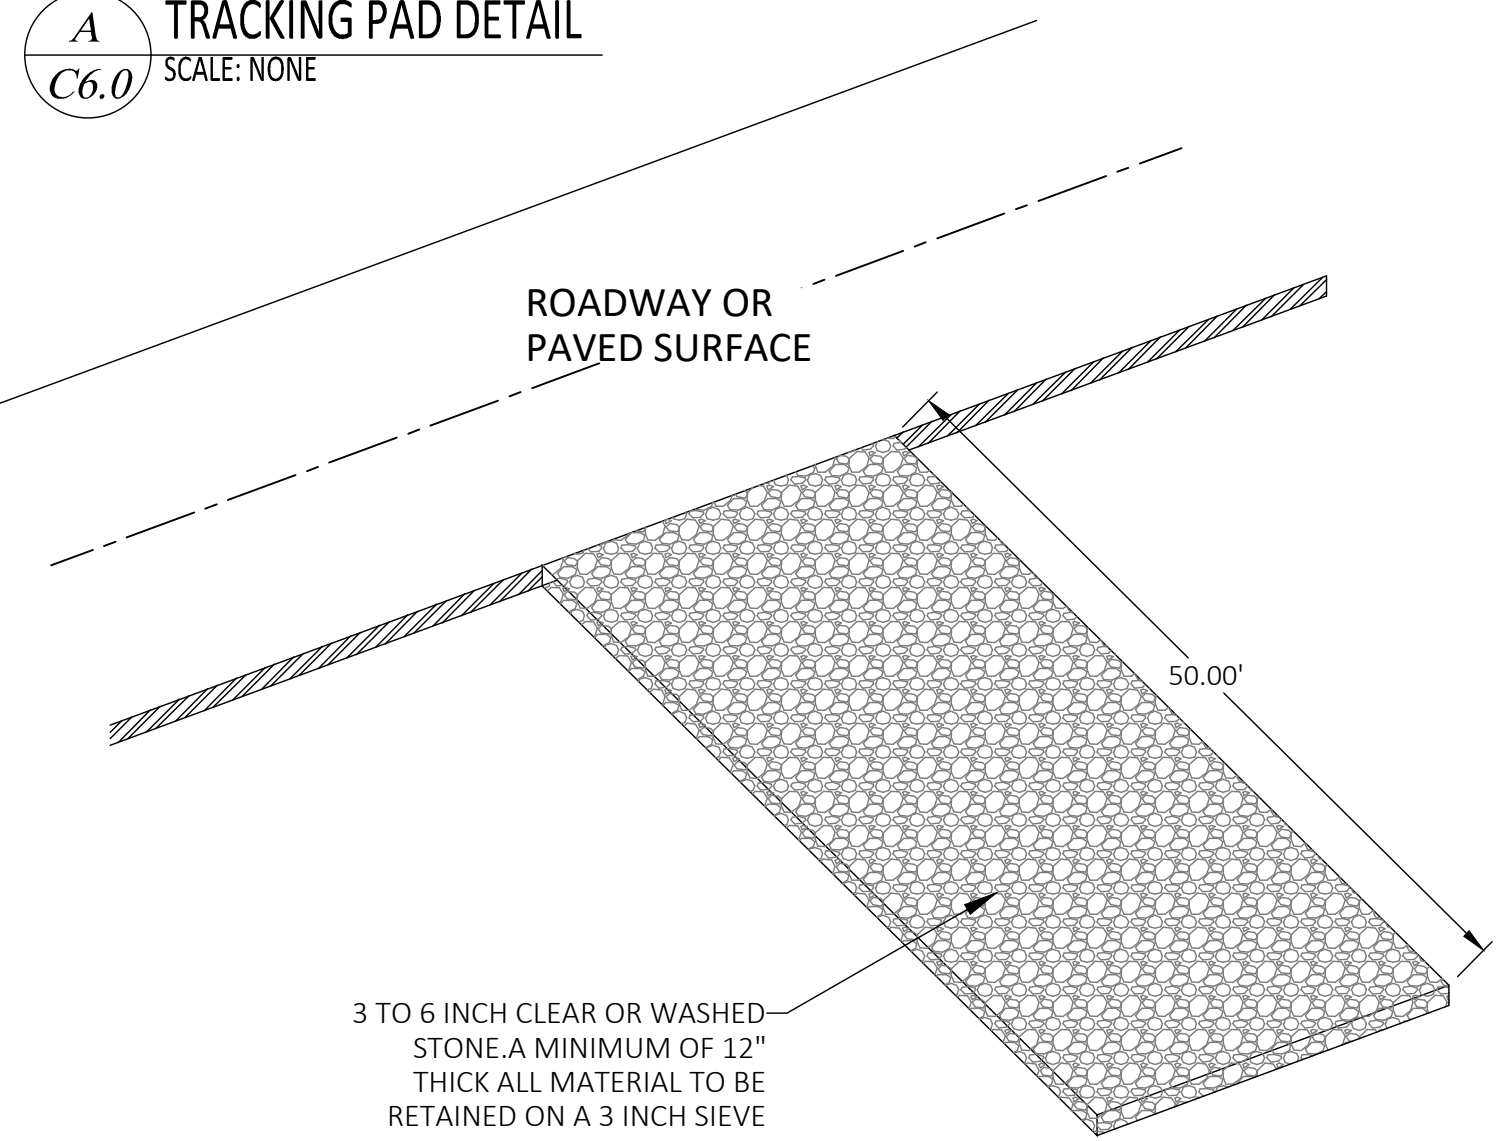 A
C6.0
TRACKING PAD DETAIL
SCALE: NONE
ROADWAY OR
PAVED SURFACE
50.00'
3 TO 6 INCH CLEAR OR WASHED
STONE.A MINIMUM OF 12"
THICK ALL MATERIAL TO BE
RETAINED ON A 3 INCH SIEVE